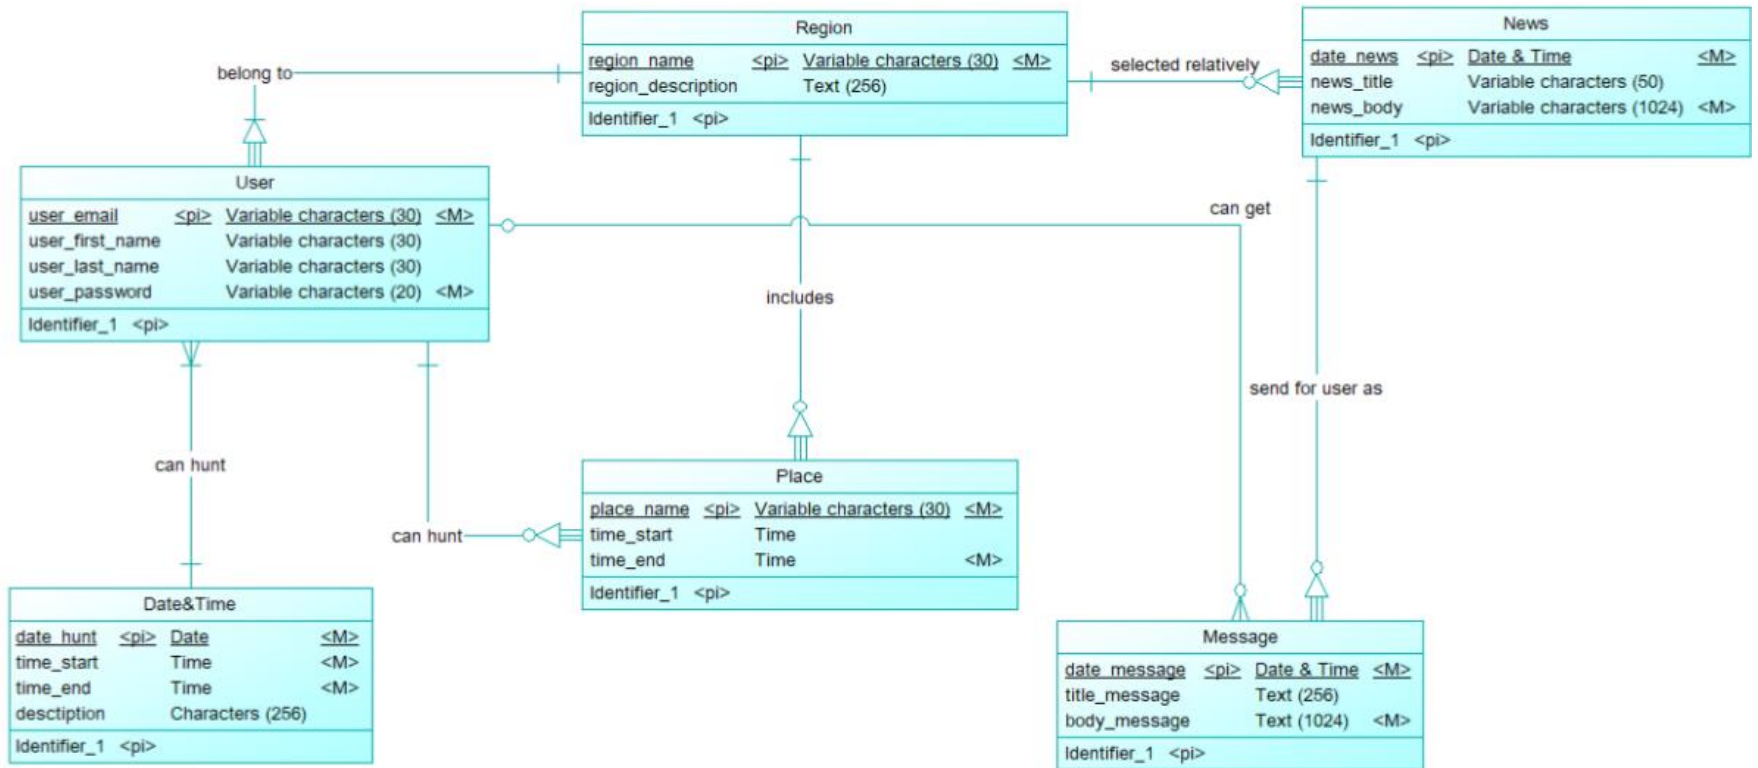 Region
region_name <pi> Variable characters (30) <M>
region_description Text (256)
Identifier_1 <pi>
News
date_news <pi> Date & Time <M>
news_title Variable characters (50)
news_body Variable characters (1024) <M>
Identifier_1 <pi>
belong to
selected relatively
User
user_email <pi> Variable characters (30) <M>
user_first_name Variable characters (30)
user_last_name Variable characters (30)
user_password Variable characters (20) <M>
Identifier_1 <pi>
can get
includes
send for user as
can hunt
can hunt
Place
place_name <pi> Variable characters (30) <M>
time_start Time
time_end Time <M>
Identifier_1 <pi>
Date&Time
date_hunt <pi> Date <M>
time_start Time <M>
time_end Time <M>
desctiption Characters (256)
Identifier_1 <pi>
Message
date_message <pi> Date & Time <M>
title_message Text (256)
body_message Text (1024) <M>
Identifier_1 <pi>